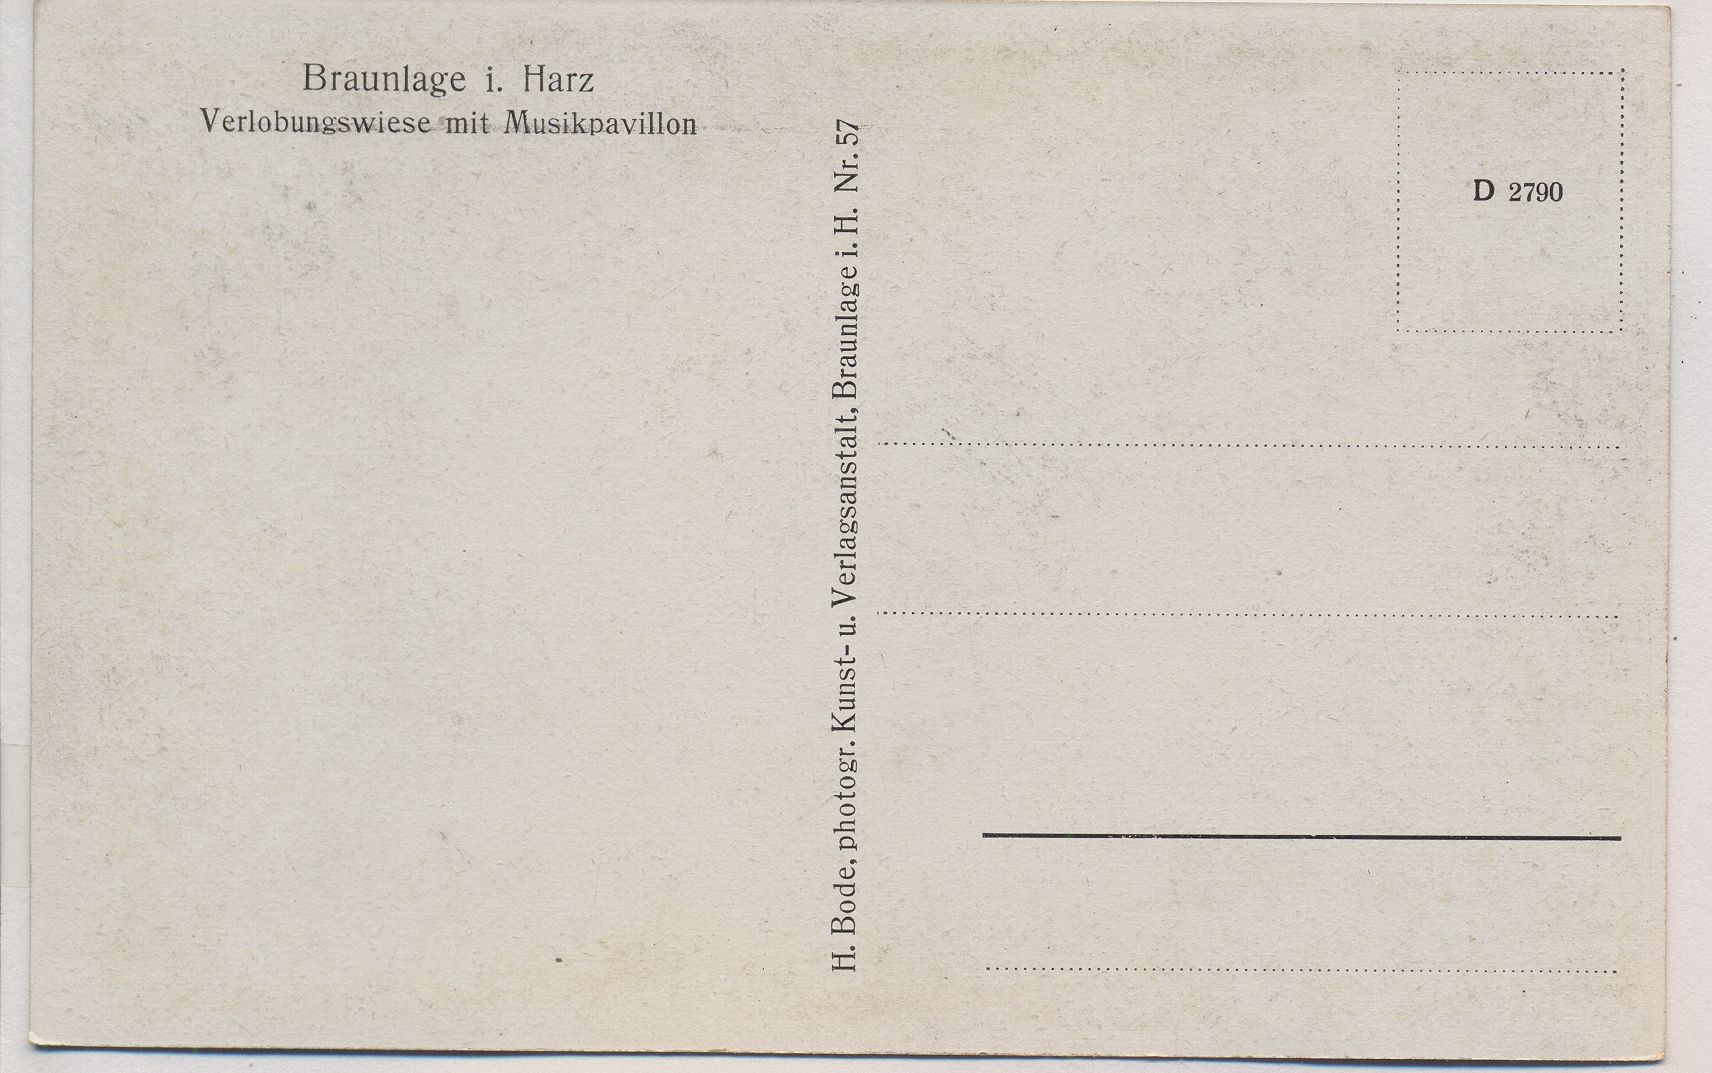 Braunlage i. Harz
Verlobungswiese mit Musikpavillon
H. Bode, photogr. Kunst- u. Verlagsanstalt, Braunlage i. H. Nr. 57
D 2790